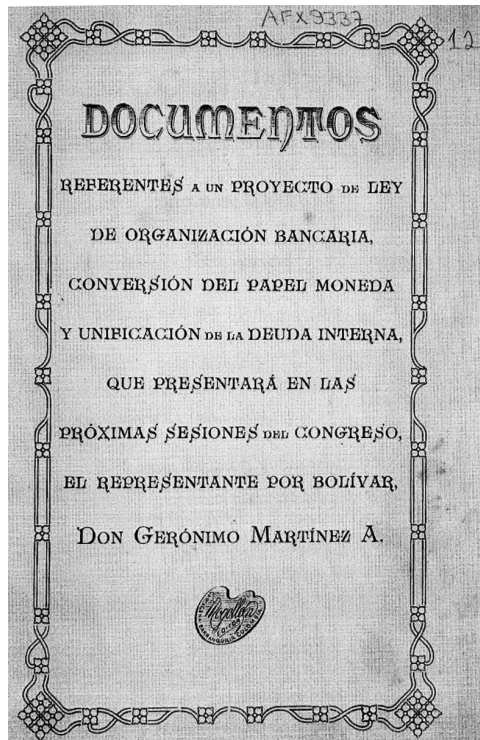 AFX9337
12
DOCUMENTOS
REFERENTES A UN PROYECTO DE LEY
DE ORGANIZACIÓN BANCARIA,
CONVERSIÓN DEL PAPEL MONEDA
Y UNIFICACIÓN DE LA DEUDA INTERNA,
QUE PRESENTARÁ EN LAS
PRÓXIMAS SESIONES DEL CONGRESO,
EL REPRESENTANTE POR BOLÍVAR,
DON GERÓNIMO MARTÍNEZ A.
Mogollón